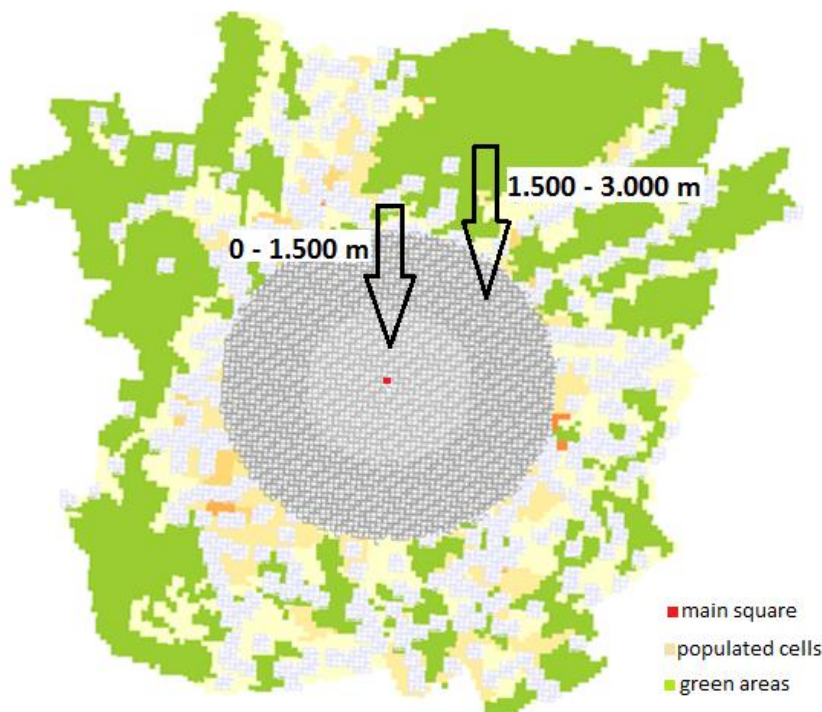 1.500 - 3.000 m
0 - 1.500 m
main square
populated cells
green areas